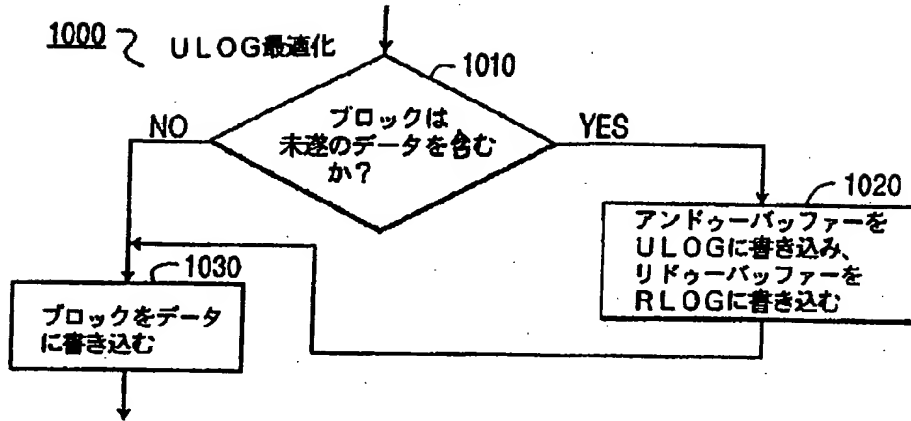 1000 ULOG最適化
1010
ブロックは
未遂のデータを含む
か?
NO
YES
1020
アンドゥーバッファーを
ULOGに書き込み、
リドゥーバッファーを
RLOGに書き込む
1030
ブロックをデータ
に書き込む